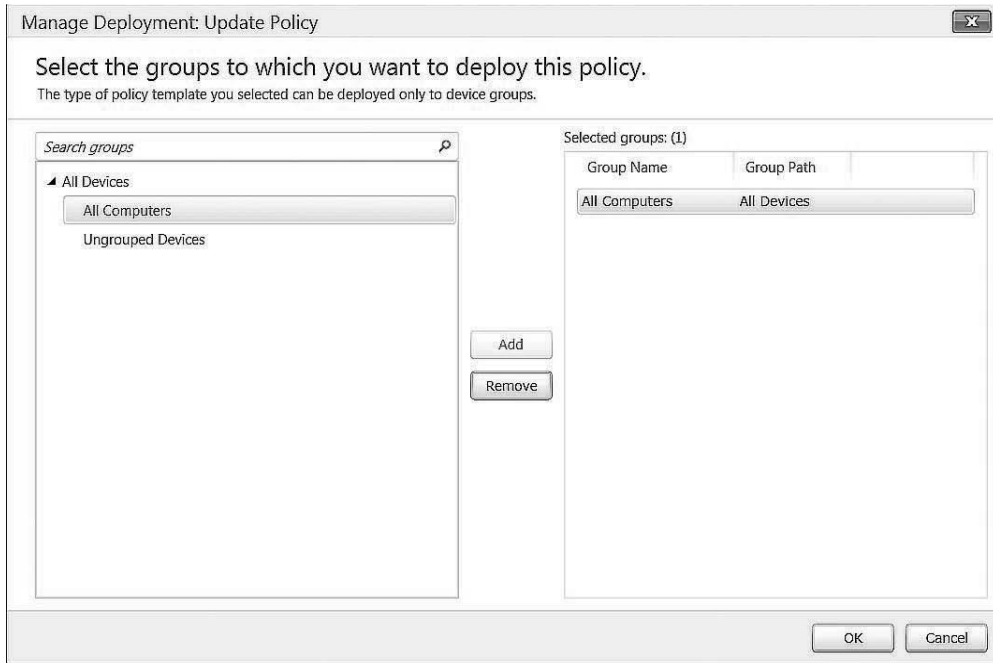 Manage Deployment: Update Policy
Select the groups to which you want to deploy this policy.
The type of policy template you selected can be deployed only to device groups.
Search groups
All Devices
All Computers
Ungrouped Devices
Add
Remove
Selected groups: (1)
Group Name Group Path
All Computers All Devices
OK Cancel